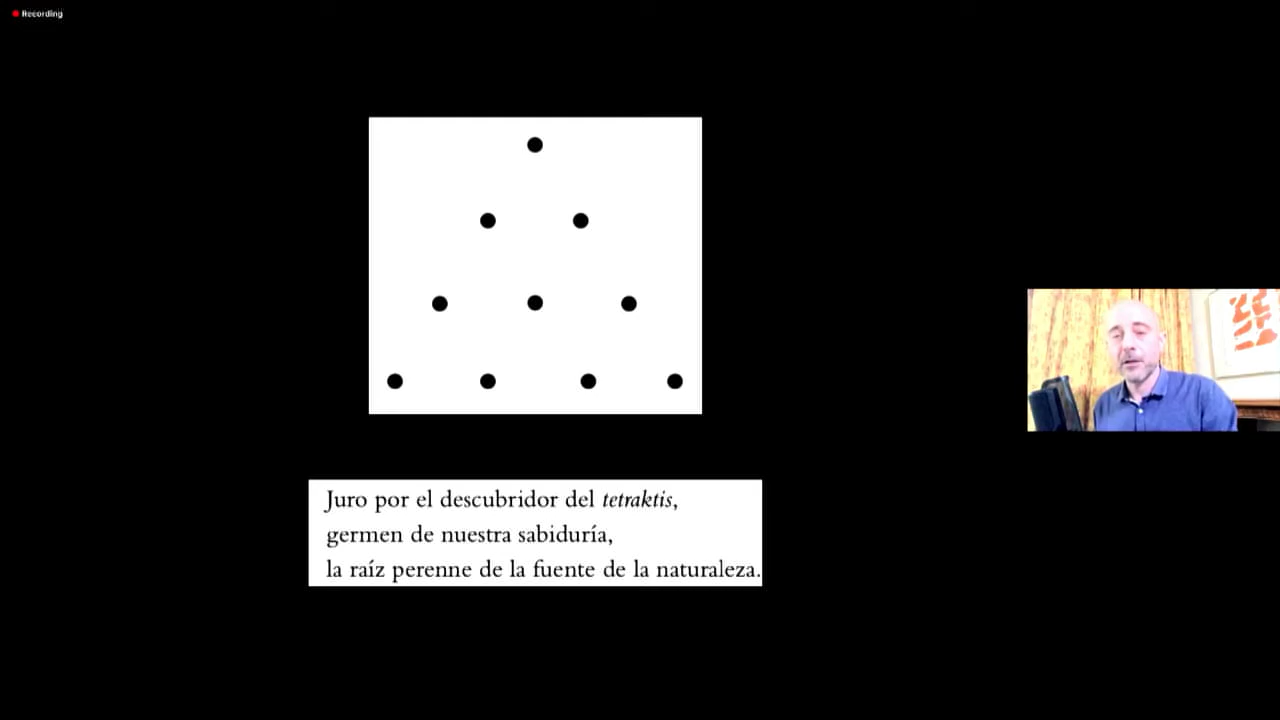 Recording
Juro por el descubridor del tetraktis,
germen de nuestra sabiduría,
la raíz perenne de la fuente de la naturaleza.